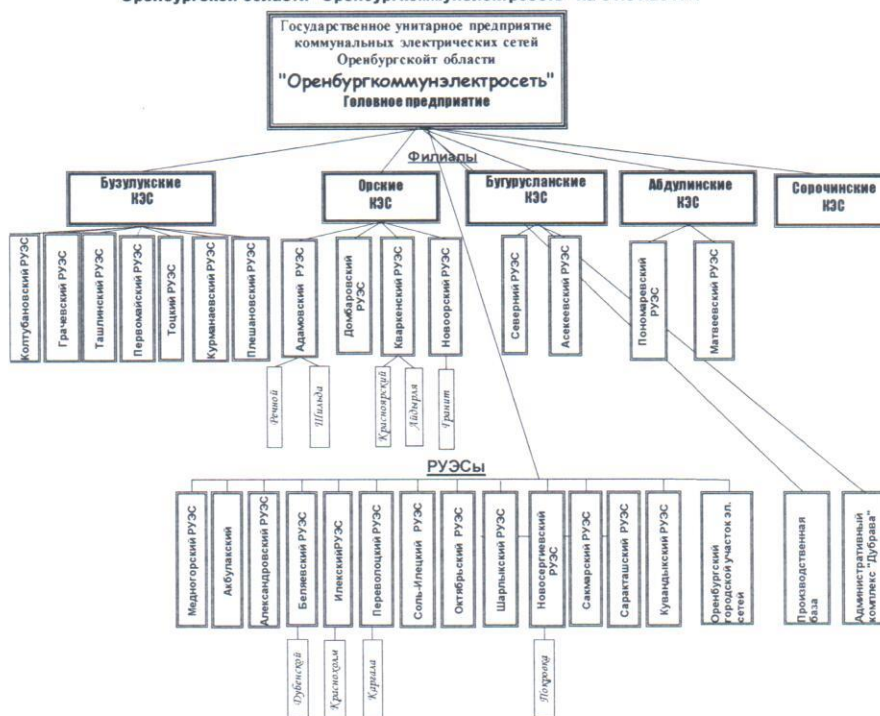 Государственное унитарное предприятие
коммунальных электрических сетей
Оренбургскойт области
"Оренбургкоммунэлектросеть"
Головное предприятие
Филиалы
Бузулукские
КЭС
Орские
КЭС
Бугурусланские
КЭС
Абдулинские
КЭС
Сорочинские
КЭС
Колтубановский РУЭС
Грачевский РУЭС
Ташлинский РУЭС
Первомайский РУЭС
Тоцкий РУЭС
Курманаевский РУЭС
Плешановский РУЭС
Адамовский РУЭС
Домбаровский
РУЭС
Кваркенский РУЭС
Новоорский РУЭС
Северний РУЭС
Асекеевский РУЭС
Пономаревский
РУЭС
Матвеевский РУЭС
Речной
Шильда
Красноярский
Айдырля
Гранит
РУЭСы
Медногорский РУЭС
Акбулакский
Александровский РУЭС
Беляевский РУЭС
ИлекскийРУЭС
Переволоцкий РУЭС
Соль-Илецкий РУЭС
Октябрьский РУЭС
Шарлыкский РУЭС
Новосергиевский
РУЭС
Сакмарский РУЭС
Саракташский РУЭС
Кувандыкский РУЭС
Оренбургский
городской участок эл.
сетей
Производственная
база
Административный
комплекс "Дубрава"
Дубенской
Краснохолм
Каргала
Покровка